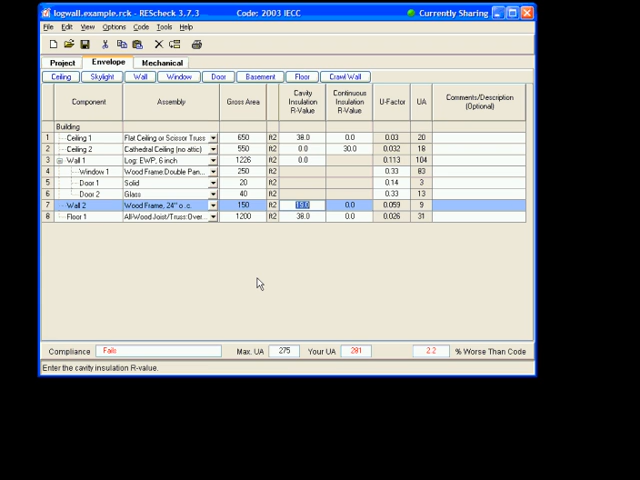 logwall.example.rck - REScheck 3.7.3 Code: 2003 IECC Currently Sharing
File Edit View Options Code Tools Help
Project Envelope Mechanical
Ceiling Skylight Wall Window Door Basement Floor Crawl Wall
Component Assembly Gross Area Cavity Insulation R-Value Continuous Insulation R-Value U-Factor UA Comments/Description (Optional)
Building
1 Ceiling 1 Flat Ceiling or Scissor Truss 650 ft2 38.0 0.0 0.03 20
2 Ceiling 2 Cathedral Ceiling (no attic) 550 ft2 0.0 30.0 0.032 18
3 Wall 1 Log: EWP, 6 inch 1226 ft2 0.0 0.113 104
4 Window 1 Wood Frame:Double Pan... 250 ft2 0.33 83
5 Door 1 Solid 20 ft2 0.14 3
6 Door 2 Glass 40 ft2 0.33 13
7 Wall 2 Wood Frame, 24" o.c. 150 ft2 19.0 0.0 0.059 9
8 Floor 1 All-Wood Joist/Truss:Over... 1200 ft2 38.0 0.026 31
Compliance Fails Max. UA 275 Your UA 281 2.2 % Worse Than Code
Enter the cavity insulation R-value.